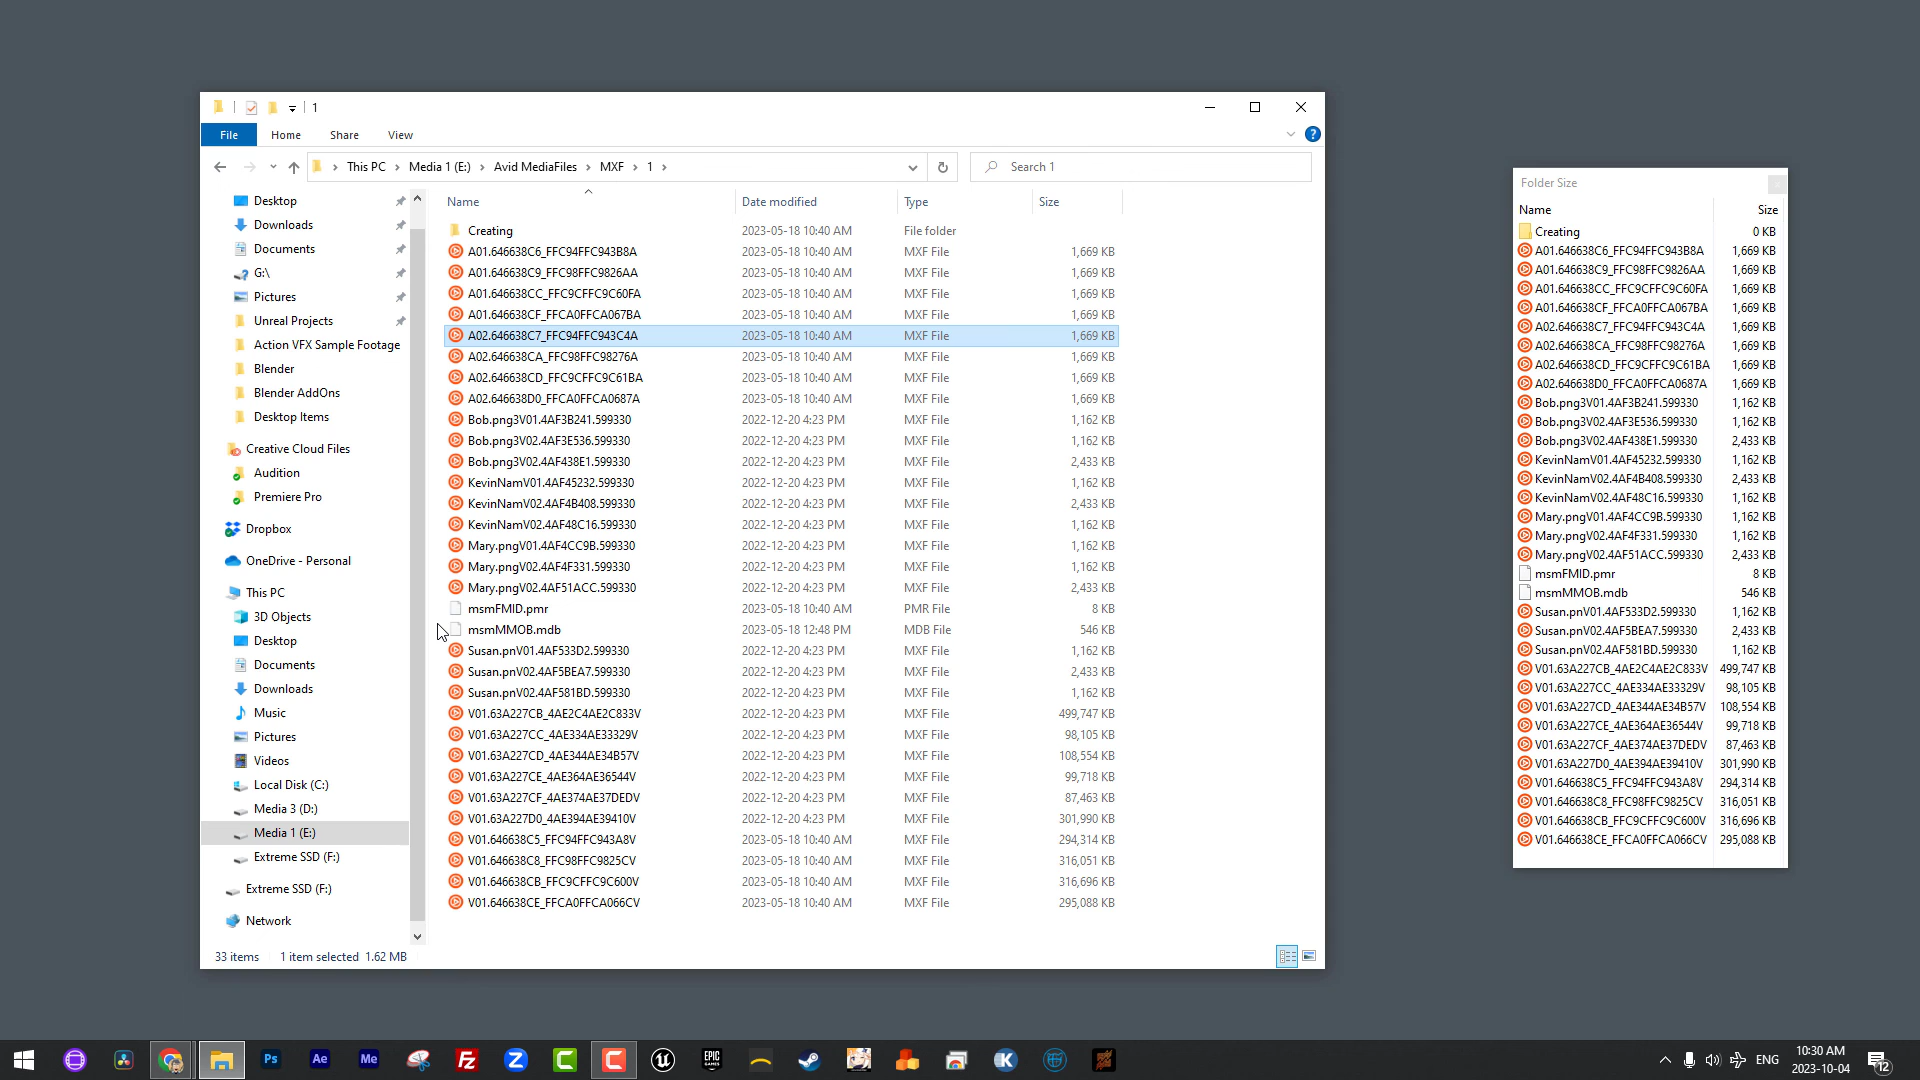 1
File Home Share View
This PC Media 1 (E:) Avid MediaFiles MXF 1
Search 1
Desktop
Downloads
Documents
G:\
Pictures
Unreal Projects
Action VFX Sample Footage
Blender
Blender AddOns
Desktop Items
Creative Cloud Files
Audition
Premiere Pro
Dropbox
OneDrive - Personal
This PC
3D Objects
Desktop
Documents
Downloads
Music
Pictures
Videos
Local Disk (C:)
Media 3 (D:)
Media 1 (E:)
Extreme SSD (F:)
Extreme SSD (F:)
Network
Name Date modified Type Size
Creating 2023-05-18 10:40 AM File folder
A01.646638C6_FFC94FFC943B8A 2023-05-18 10:40 AM MXF File 1,669 KB
A01.646638C9_FFC98FFC9826AA 2023-05-18 10:40 AM MXF File 1,669 KB
A01.646638CC_FFC9CFFC9C60FA 2023-05-18 10:40 AM MXF File 1,669 KB
A01.646638CF_FFCA0FFCA067BA 2023-05-18 10:40 AM MXF File 1,669 KB
A02.646638C7_FFC94FFC943C4A 2023-05-18 10:40 AM MXF File 1,669 KB
A02.646638CA_FFC98FFC98276A 2023-05-18 10:40 AM MXF File 1,669 KB
A02.646638CD_FFC9CFFC9C61BA 2023-05-18 10:40 AM MXF File 1,669 KB
A02.646638D0_FFCA0FFCA0687A 2023-05-18 10:40 AM MXF File 1,669 KB
Bob.png3V01.4AF3B241.599330 2022-12-20 4:23 PM MXF File 1,162 KB
Bob.png3V02.4AF3E536.599330 2022-12-20 4:23 PM MXF File 1,162 KB
Bob.png3V02.4AF438E1.599330 2022-12-20 4:23 PM MXF File 2,433 KB
KevinNamV01.4AF45232.599330 2022-12-20 4:23 PM MXF File 1,162 KB
KevinNamV02.4AF4B408.599330 2022-12-20 4:23 PM MXF File 2,433 KB
KevinNamV02.4AF48C16.599330 2022-12-20 4:23 PM MXF File 1,162 KB
Mary.pngV01.4AF4CC9B.599330 2022-12-20 4:23 PM MXF File 1,162 KB
Mary.pngV02.4AF4F331.599330 2022-12-20 4:23 PM MXF File 1,162 KB
Mary.pngV02.4AF51ACC.599330 2022-12-20 4:23 PM MXF File 2,433 KB
msmFMID.pmr 2023-05-18 10:40 AM PMR File 8 KB
msmMMOB.mdb 2023-05-18 12:48 PM MDB File 546 KB
Susan.pnV01.4AF533D2.599330 2022-12-20 4:23 PM MXF File 1,162 KB
Susan.pnV02.4AF5BEA7.599330 2022-12-20 4:23 PM MXF File 2,433 KB
Susan.pnV02.4AF581BD.599330 2022-12-20 4:23 PM MXF File 1,162 KB
V01.63A227CB_4AE2C4AE2C833V 2022-12-20 4:23 PM MXF File 499,747 KB
V01.63A227CC_4AE334AE33329V 2022-12-20 4:23 PM MXF File 98,105 KB
V01.63A227CD_4AE344AE34B57V 2022-12-20 4:23 PM MXF File 108,554 KB
V01.63A227CE_4AE364AE36544V 2022-12-20 4:23 PM MXF File 99,718 KB
V01.63A227CF_4AE374AE37DEDV 2022-12-20 4:23 PM MXF File 87,463 KB
V01.63A227D0_4AE394AE39410V 2022-12-20 4:23 PM MXF File 301,990 KB
V01.646638C5_FFC94FFC943A8V 2023-05-18 10:40 AM MXF File 294,314 KB
V01.646638C8_FFC98FFC9825CV 2023-05-18 10:40 AM MXF File 316,051 KB
V01.646638CB_FFC9CFFC9C600V 2023-05-18 10:40 AM MXF File 316,696 KB
V01.646638CE_FFCA0FFCA066CV 2023-05-18 10:40 AM MXF File 295,088 KB
33 items 1 item selected 1.62 MB
Folder Size
Name Size
Creating 0 KB
A01.646638C6_FFC94FFC943B8A 1,669 KB
A01.646638C9_FFC98FFC9826AA 1,669 KB
A01.646638CC_FFC9CFFC9C60FA 1,669 KB
A01.646638CF_FFCA0FFCA067BA 1,669 KB
A02.646638C7_FFC94FFC943C4A 1,669 KB
A02.646638CA_FFC98FFC98276A 1,669 KB
A02.646638CD_FFC9CFFC9C61BA 1,669 KB
A02.646638D0_FFCA0FFCA0687A 1,669 KB
Bob.png3V01.4AF3B241.599330 1,162 KB
Bob.png3V02.4AF3E536.599330 1,162 KB
Bob.png3V02.4AF438E1.599330 2,433 KB
KevinNamV01.4AF45232.599330 1,162 KB
KevinNamV02.4AF4B408.599330 2,433 KB
KevinNamV02.4AF48C16.599330 1,162 KB
Mary.pngV01.4AF4CC9B.599330 1,162 KB
Mary.pngV02.4AF4F331.599330 1,162 KB
Mary.pngV02.4AF51ACC.599330 2,433 KB
msmFMID.pmr 8 KB
msmMMOB.mdb 546 KB
Susan.pnV01.4AF533D2.599330 1,162 KB
Susan.pnV02.4AF5BEA7.599330 2,433 KB
Susan.pnV02.4AF581BD.599330 1,162 KB
V01.63A227CB_4AE2C4AE2C833V 499,747 KB
V01.63A227CC_4AE334AE33329V 98,105 KB
V01.63A227CD_4AE344AE34B57V 108,554 KB
V01.63A227CE_4AE364AE36544V 99,718 KB
V01.63A227CF_4AE374AE37DEDV 87,463 KB
V01.63A227D0_4AE394AE39410V 301,990 KB
V01.646638C5_FFC94FFC943A8V 294,314 KB
V01.646638C8_FFC98FFC9825CV 316,051 KB
V01.646638CB_FFC9CFFC9C600V 316,696 KB
V01.646638CE_FFCA0FFCA066CV 295,088 KB
Ps Ae Me Fz Z C C U EPIC GAMES K
ENG
10:30 AM
2023-10-04
12